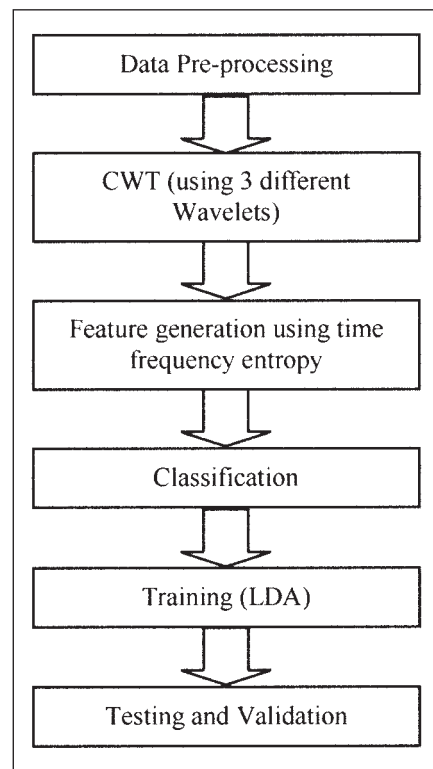 Data Pre-processing
CWT (using 3 different
Wavelets)
Feature generation using time
frequency entropy
Classification
Training (LDA)
Testing and Validation